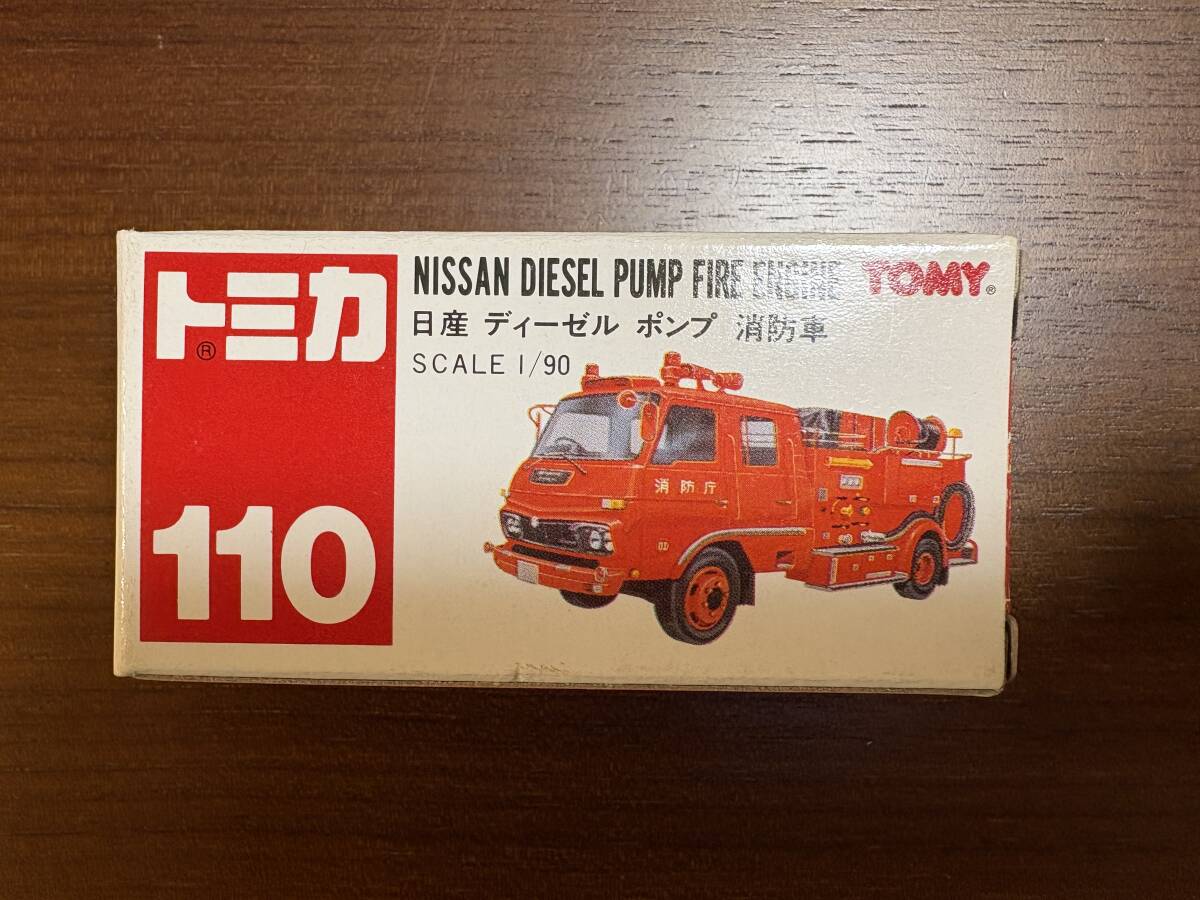 トミカ
®
110
NISSAN DIESEL PUMP FIRE ENGINE
TOMY®
日産 ディーゼル ポンプ 消防車
SCALE 1/90
消防庁